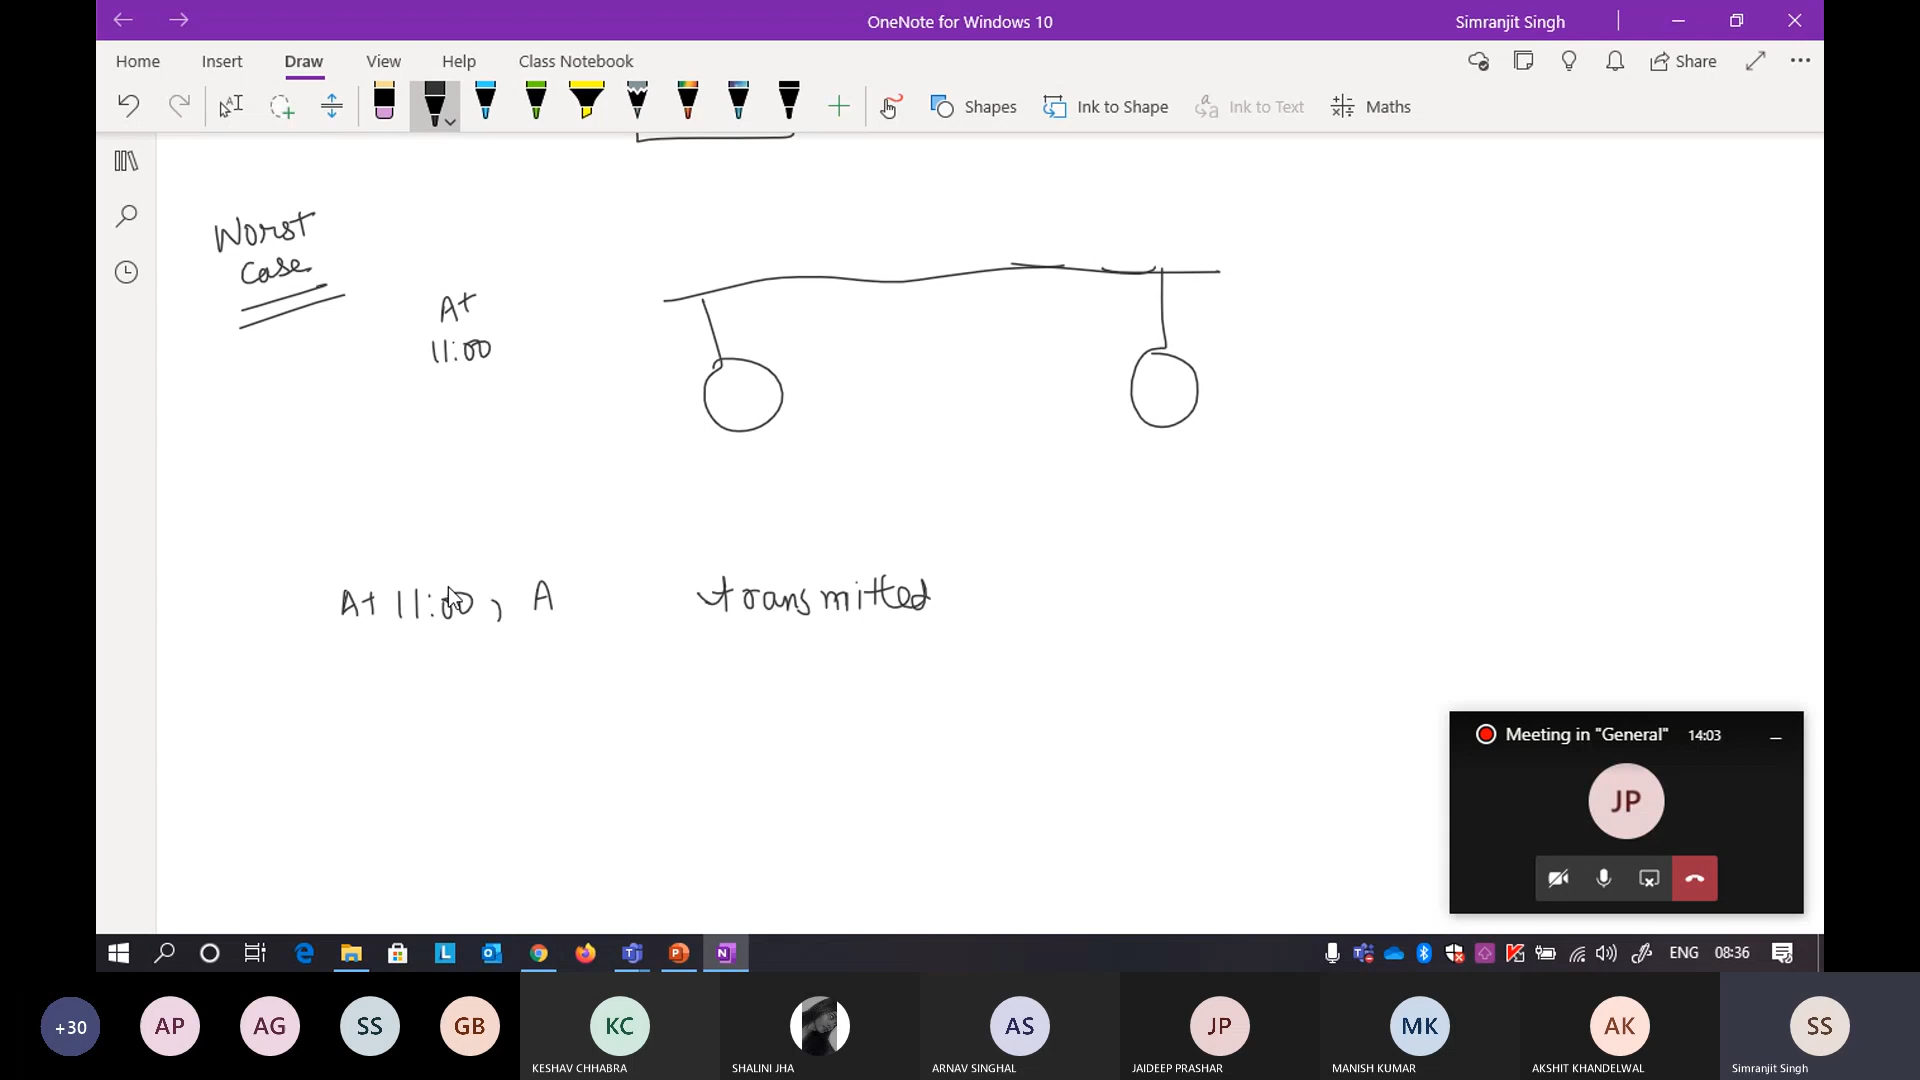 OneNote for Windows 10
Simranjit Singh
Home Insert Draw View Help Class Notebook
Share
Shapes Ink to Shape Ink to Text Maths
Worst
Case
At
11:00
At 11:00, A transmitted
Meeting in "General" 14:03
JP
ENG 08:36
+30 AP AG SS GB KC AS JP MK AK SS
KESHAV CHHABRA SHALINI JHA ARNAV SINGHAL JAIDEEP PRASHAR MANISH KUMAR AKSHIT KHANDELWAL Simranjit Singh